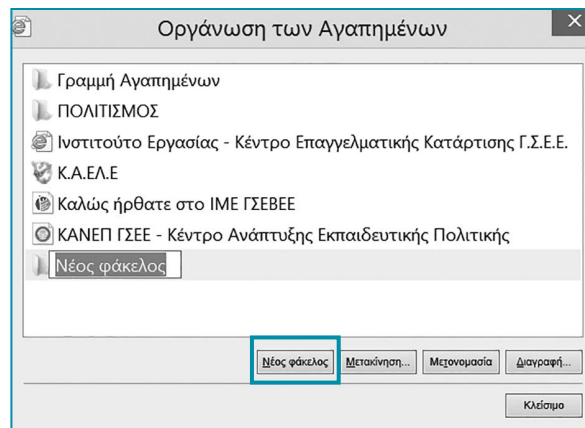 Οργάνωση των Αγαπημένων
Γραμμή Αγαπημένων
ΠΟΛΙΤΙΣΜΟΣ
Ινστιτούτο Εργασίας - Κέντρο Επαγγελματικής Κατάρτισης Γ.Σ.Ε.Ε.
Κ.Α.ΕΛ.Ε
Καλώς ήρθατε στο ΙΜΕ ΓΣΕΒΕΕ
ΚΑΝΕΠ ΓΣΕΕ - Κέντρο Ανάπτυξης Εκπαιδευτικής Πολιτικής
Νέος φάκελος
Νέος φάκελος Μετακίνηση... Μετονομασία Διαγραφή...
Κλείσιμο